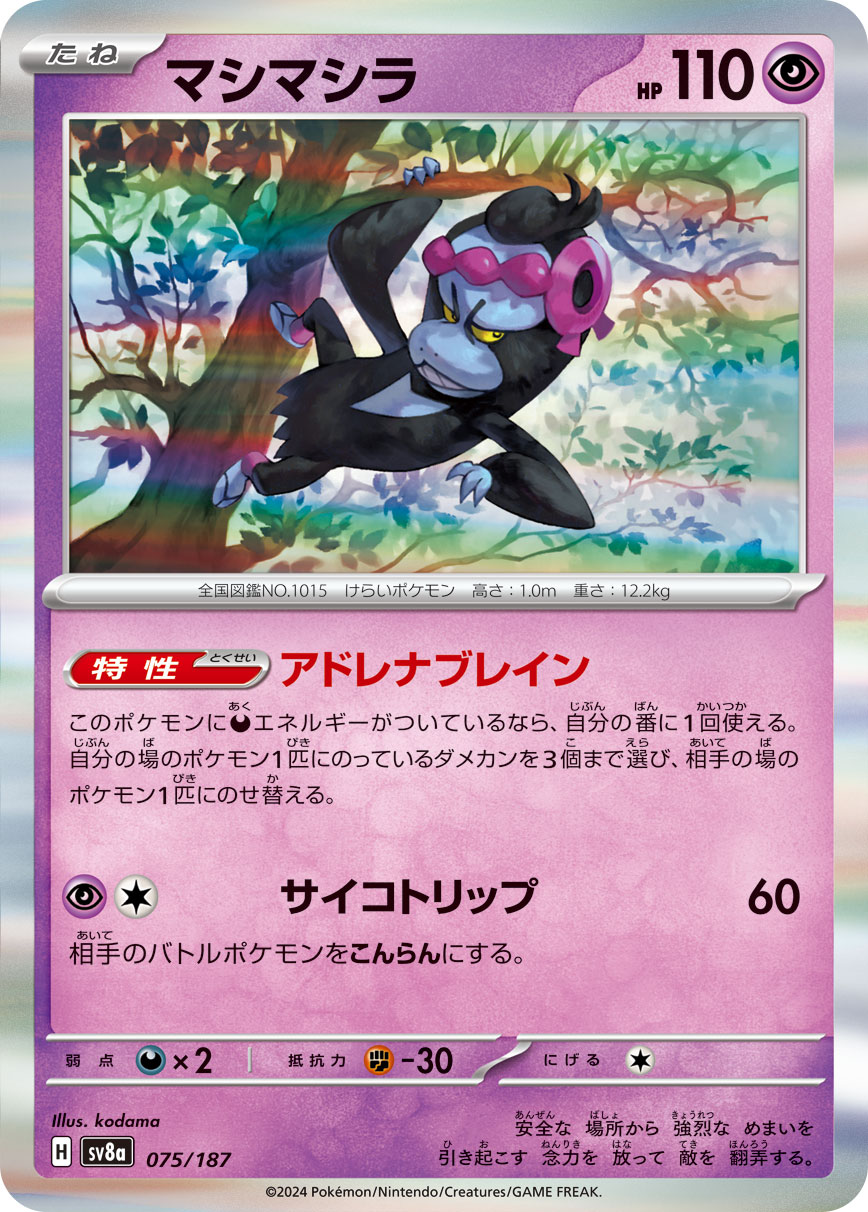 たね
マシマシラ
HP 110
全国図鑑NO.1015 けらいポケモン 高さ：1.0m 重さ：12.2kg
特性 とくせい アドレナブレイン
このポケモンに悪エネルギーがついているなら、自分の番に1回使える。
自分の場のポケモン1匹にのっているダメカンを3個まで選び、相手の場の
ポケモン1匹にのせ替える。
サイコトリップ 60
相手のバトルポケモンをこんらんにする。
弱点 ×2 抵抗力 -30 にげる
Illus. kodama
安全な 場所から 強烈な めまいを
引き起こす 念力を 放って 敵を 翻弄する。
H sv8a 075/187
©2024 Pokémon/Nintendo/Creatures/GAME FREAK.